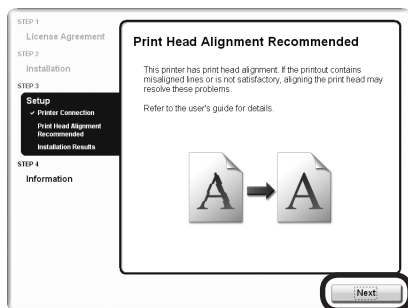 STEP 1
License Agreement
STEP 2
Installation
STEP 3
Setup
✓ Printer Connection
Print Head Alignment
Recommended
Installation Results
STEP 4
Information
Print Head Alignment Recommended
This printer has print head alignment. If the printout contains
misaligned lines or is not satisfactory, aligning the print head may
resolve these problems.
Refer to the user's guide for details.
A
A
Next